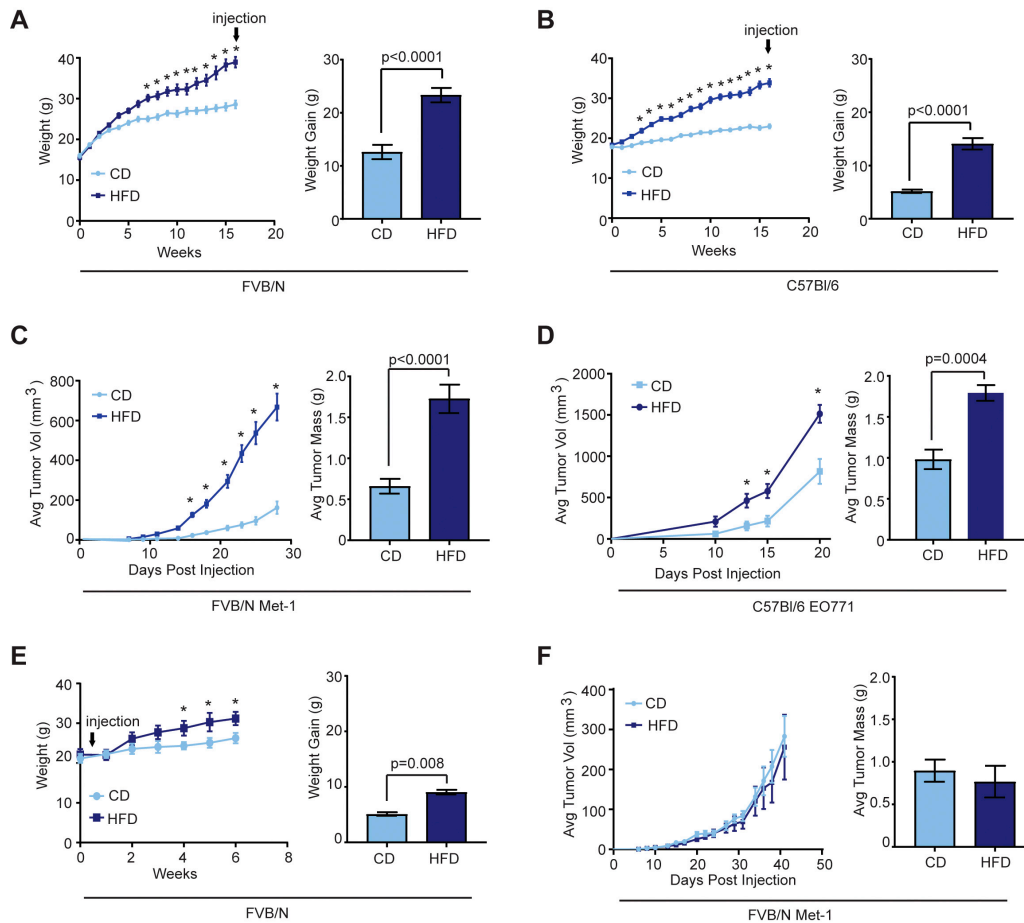 A
injection
Weight (g)
40
30
20
10
0
* * * * * * * * * *
CD
HFD
0 5 10 15 20
Weeks
Weight Gain (g)
30
20
10
0
p<0.0001
CD HFD
FVB/N
B
injection
Weight (g)
40
30
20
10
0
* * * * * * * * * * * * * *
CD
HFD
0 5 10 15 20
Weeks
Weight Gain (g)
30
20
10
0
p<0.0001
CD HFD
C57Bl/6
C
Avg Tumor Vol (mm3)
800
600
400
200
0
CD
HFD
* * * * * *
0 10 20 30
Days Post Injection
Avg Tumor Mass (g)
2.0
1.5
1.0
0.5
0
p<0.0001
CD HFD
FVB/N Met-1
D
Avg Tumor Vol (mm3)
2000
1500
1000
500
0
CD
HFD
* * *
0 5 10 15 20
Days Post Injection
Avg Tumor Mass (g)
2.0
1.5
1.0
0.5
0
p=0.0004
CD HFD
C57Bl/6 EO771
E
Weight (g)
40
30
20
10
0
injection
* * *
CD
HFD
0 2 4 6 8
Weeks
Weight Gain (g)
30
20
10
0
p=0.008
CD HFD
FVB/N
F
Avg Tumor Vol (mm3)
400
300
200
100
0
CD
HFD
0 10 20 30 40 50
Days Post Injection
Avg Tumor Mass (g)
2.0
1.5
1.0
0.5
0.0
CD HFD
FVB/N Met-1